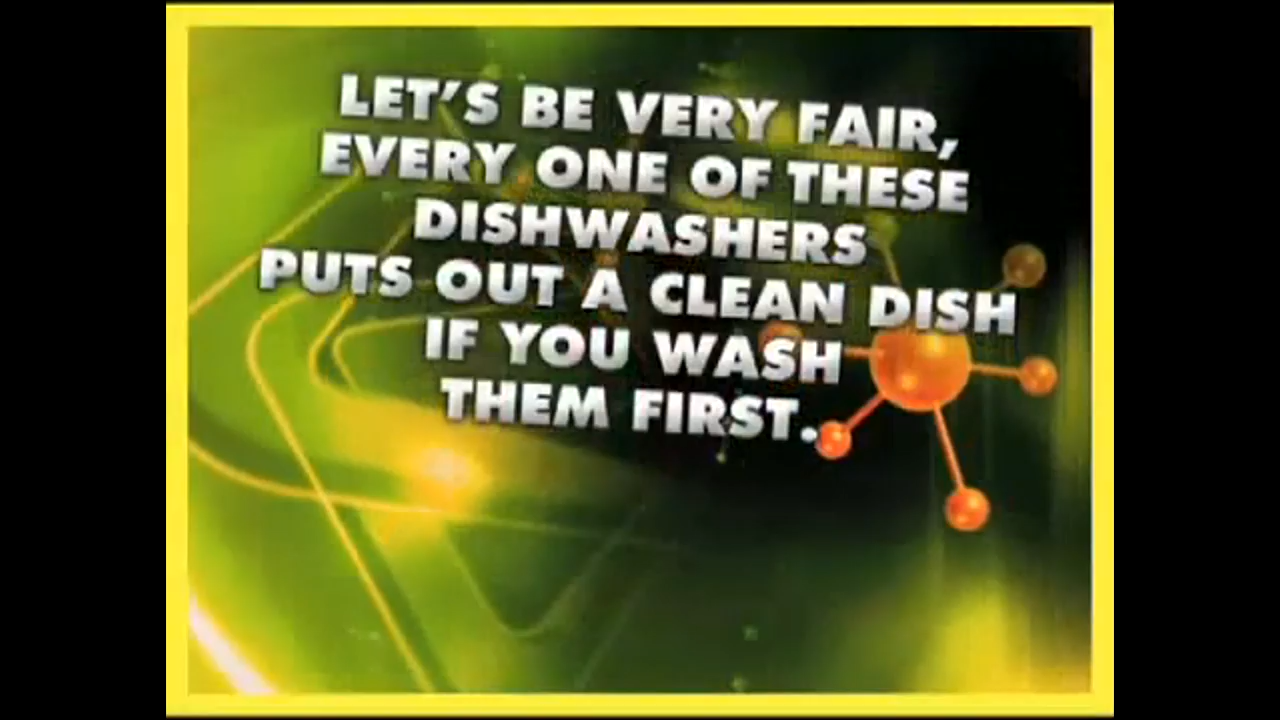 LET'S BE VERY FAIR,
EVERY ONE OF THESE
DISHWASHERS
PUTS OUT A CLEAN DISH
IF YOU WASH
THEM FIRST.